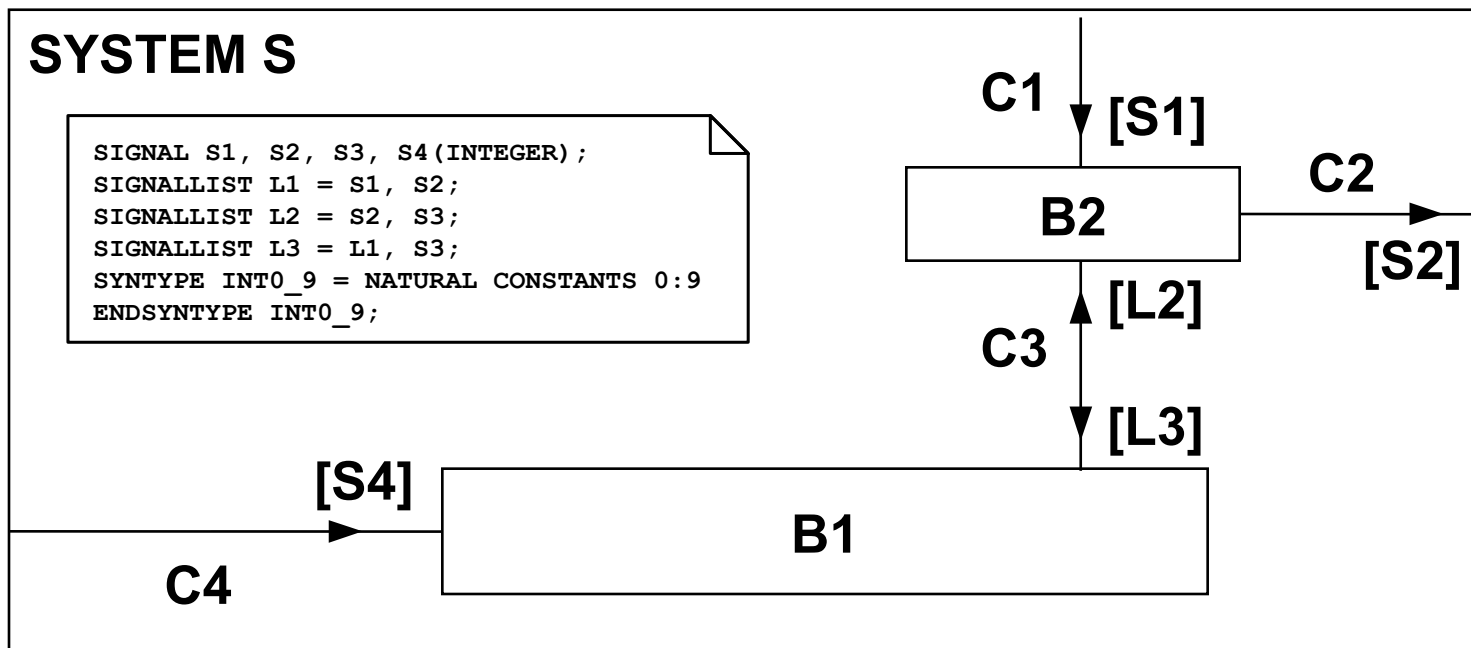 SYSTEM S
SIGNAL S1, S2, S3, S4(INTEGER);
SIGNALLIST L1 = S1, S2;
SIGNALLIST L2 = S2, S3;
SIGNALLIST L3 = L1, S3;
SYNTYPE INT0_9 = NATURAL CONSTANTS 0:9
ENDSYNTYPE INT0_9;
C1
[S1]
C2
B2
[S2]
[L2]
C3
[L3]
[S4]
B1
C4